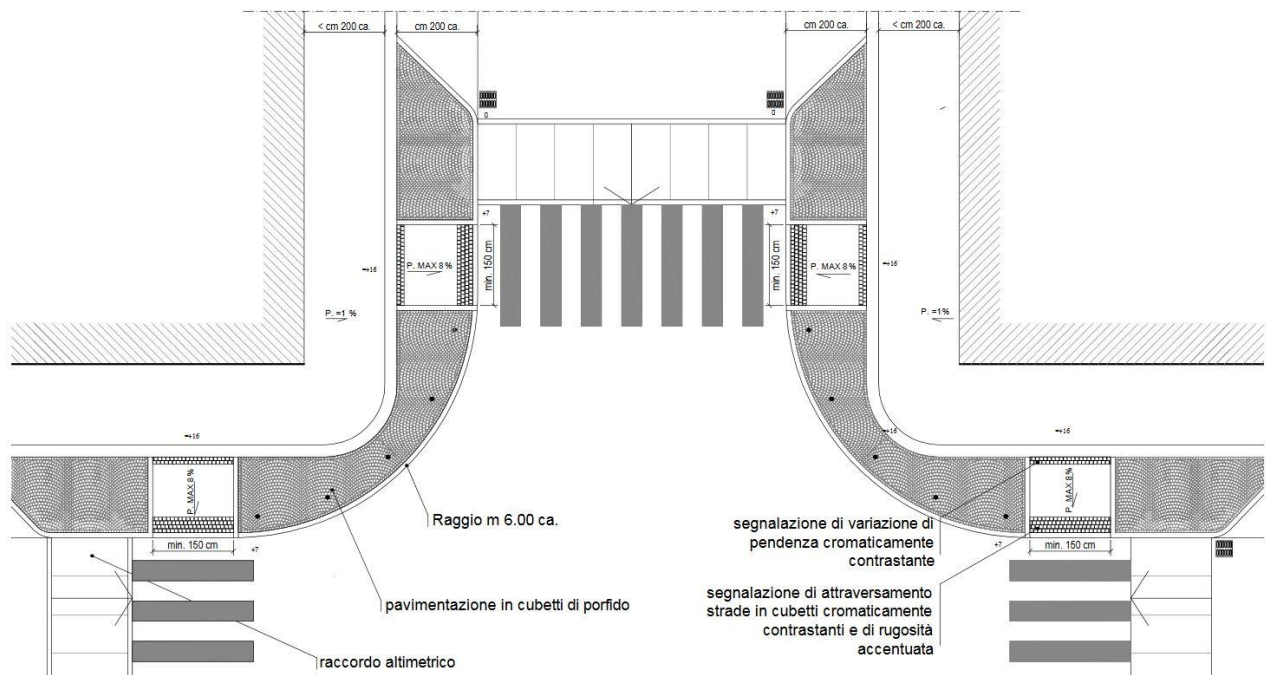 < cm 200 ca.
cm 200 ca.
cm 200 ca.
< cm 200 ca.
+7
+7
min. 150 cm
P. MAX 8 %
P. MAX 8 %
min. 150 cm
+16
+16
P. =1 %
P. =1%
+16
+16
+16
P. MAX 8 %
P. MAX 8 %
Raggio m 6.00 ca.
segnalazione di variazione di
pendenza cromaticamente
contrastante
min. 150 cm
+7
+7
min. 150 cm
pavimentazione in cubetti di porfido
segnalazione di attraversamento
strade in cubetti cromaticamente
contrastanti e di rugosità
accentuata
raccordo altimetrico